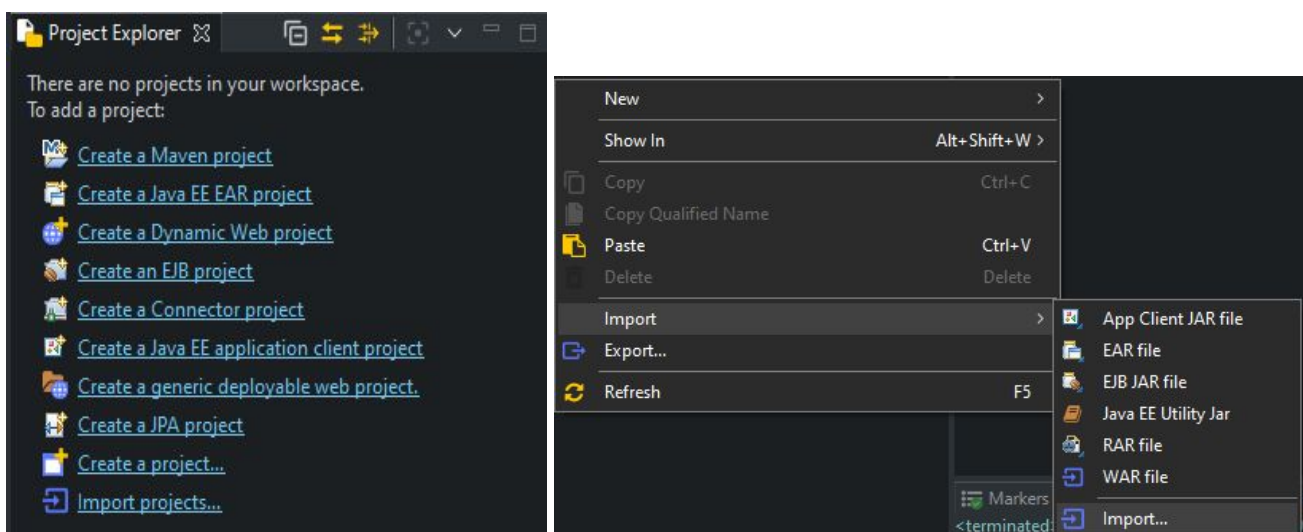 Project Explorer
There are no projects in your workspace.
To add a project:
Create a Maven project
Create a Java EE EAR project
Create a Dynamic Web project
Create an EJB project
Create a Connector project
Create a Java EE application client project
Create a generic deployable web project.
Create a JPA project
Create a project...
Import projects...
New
Show In Alt+Shift+W
Copy Ctrl+C
Copy Qualified Name
Paste Ctrl+V
Delete Delete
Import
Export...
Refresh F5
App Client JAR file
EAR file
EJB JAR file
Java EE Utility Jar
RAR file
WAR file
Import...
Markers
<terminated>